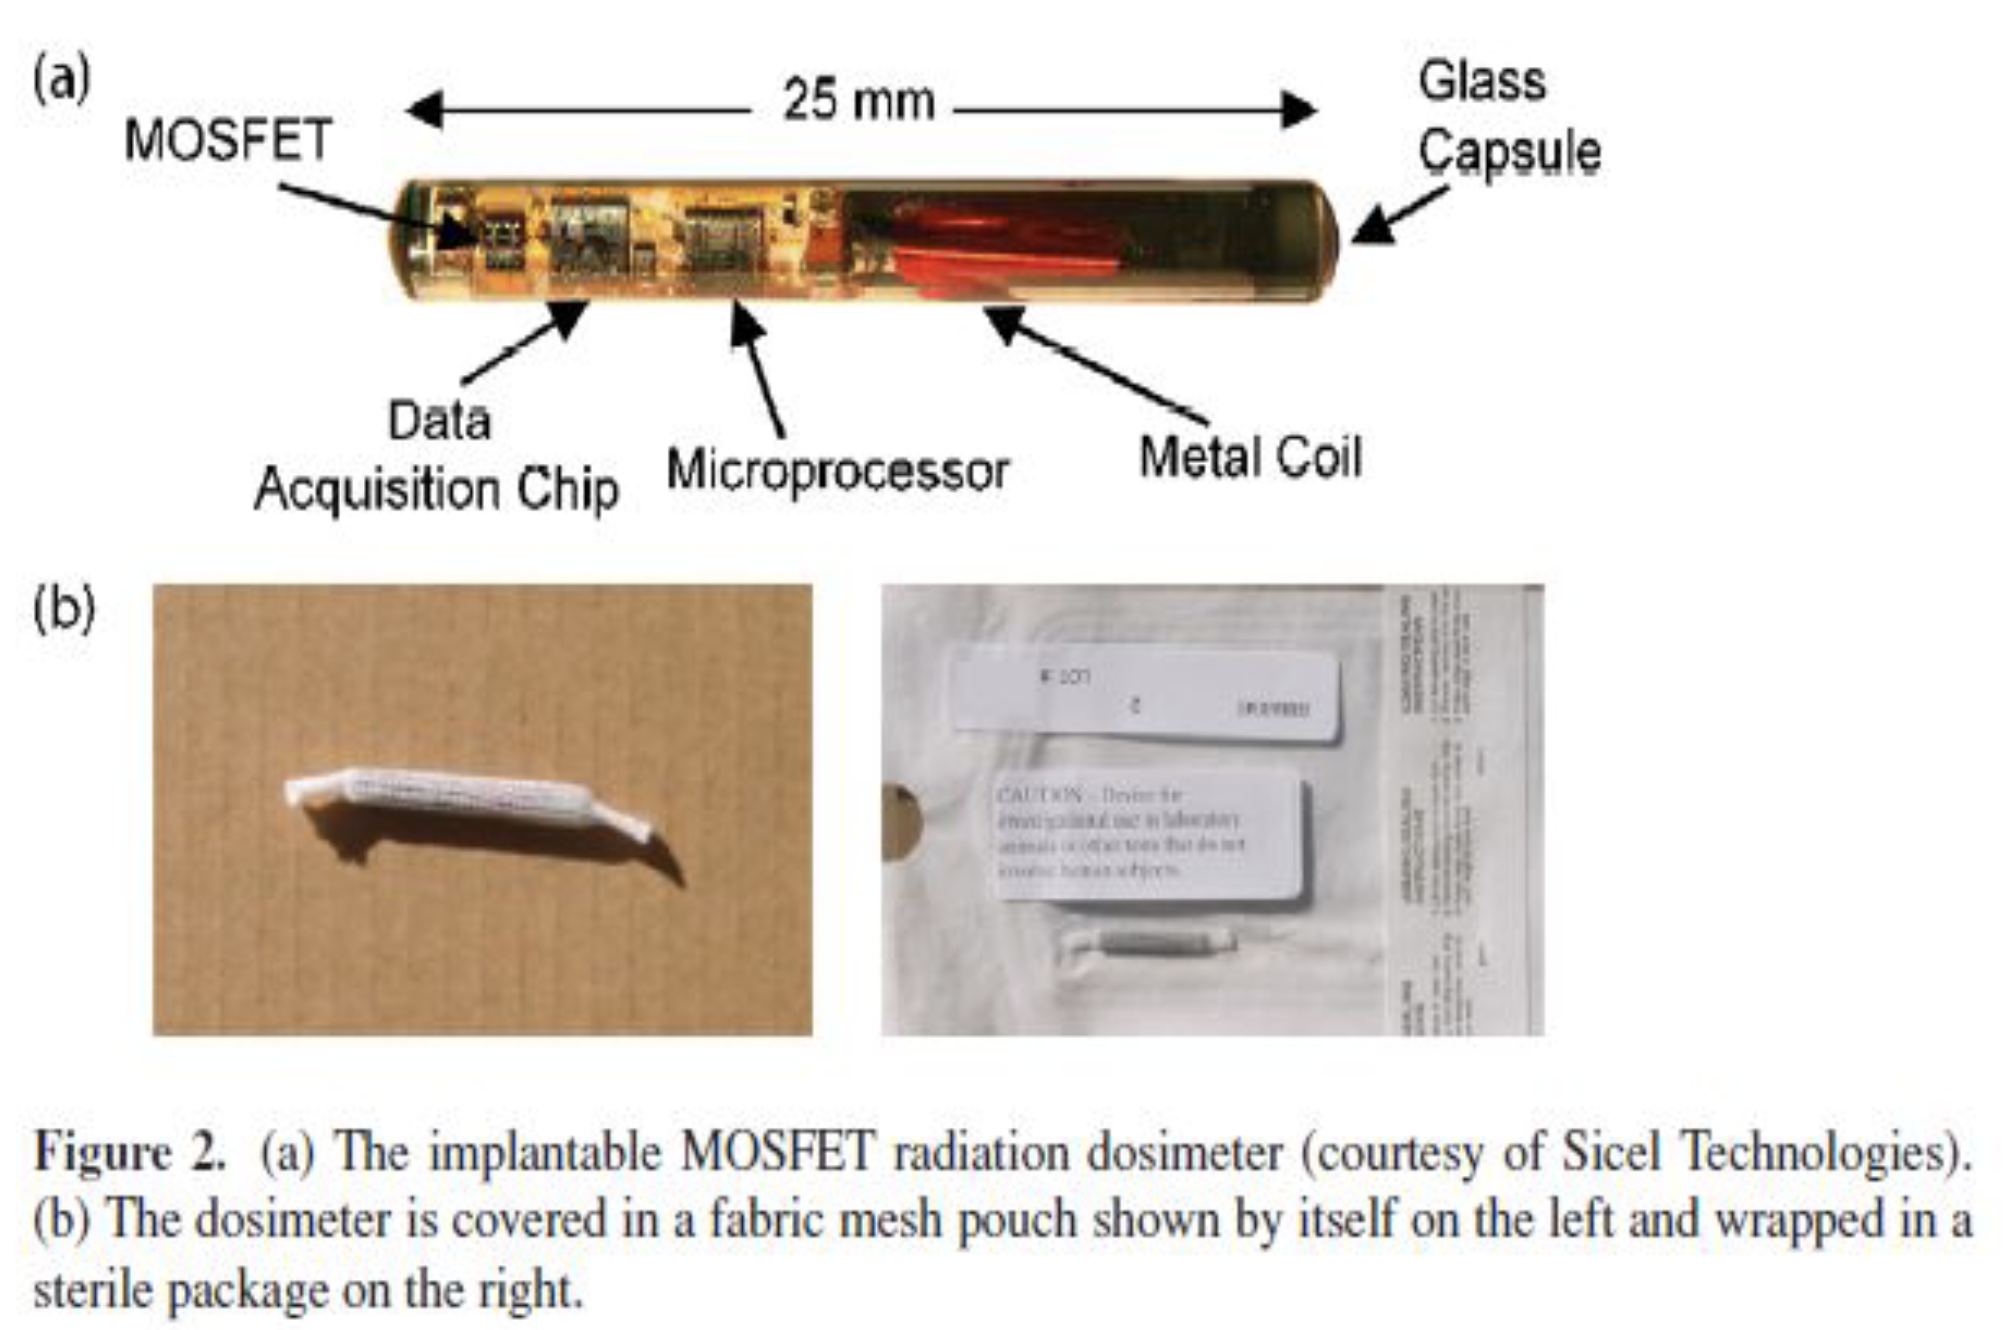 (a)
MOSFET
25 mm
Glass
Capsule
Data
Acquisition Chip
Microprocessor
Metal Coil
(b)
LOT #
2
CAUTION - Device for
investigational use in laboratory
animals or other tests that do not
involve human subjects.
Figure 2. (a) The implantable MOSFET radiation dosimeter (courtesy of Sicel Technologies).
(b) The dosimeter is covered in a fabric mesh pouch shown by itself on the left and wrapped in a
sterile package on the right.